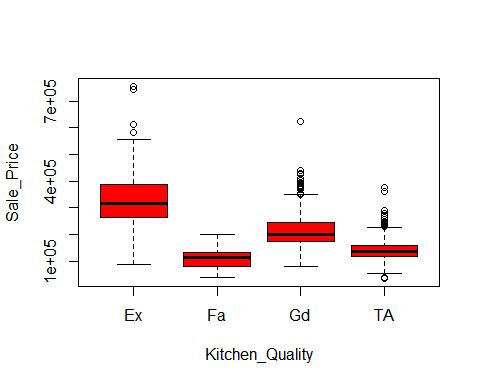 Sale_Price
7e+05
4e+05
1e+05
Ex Fa Gd TA
Kitchen_Quality